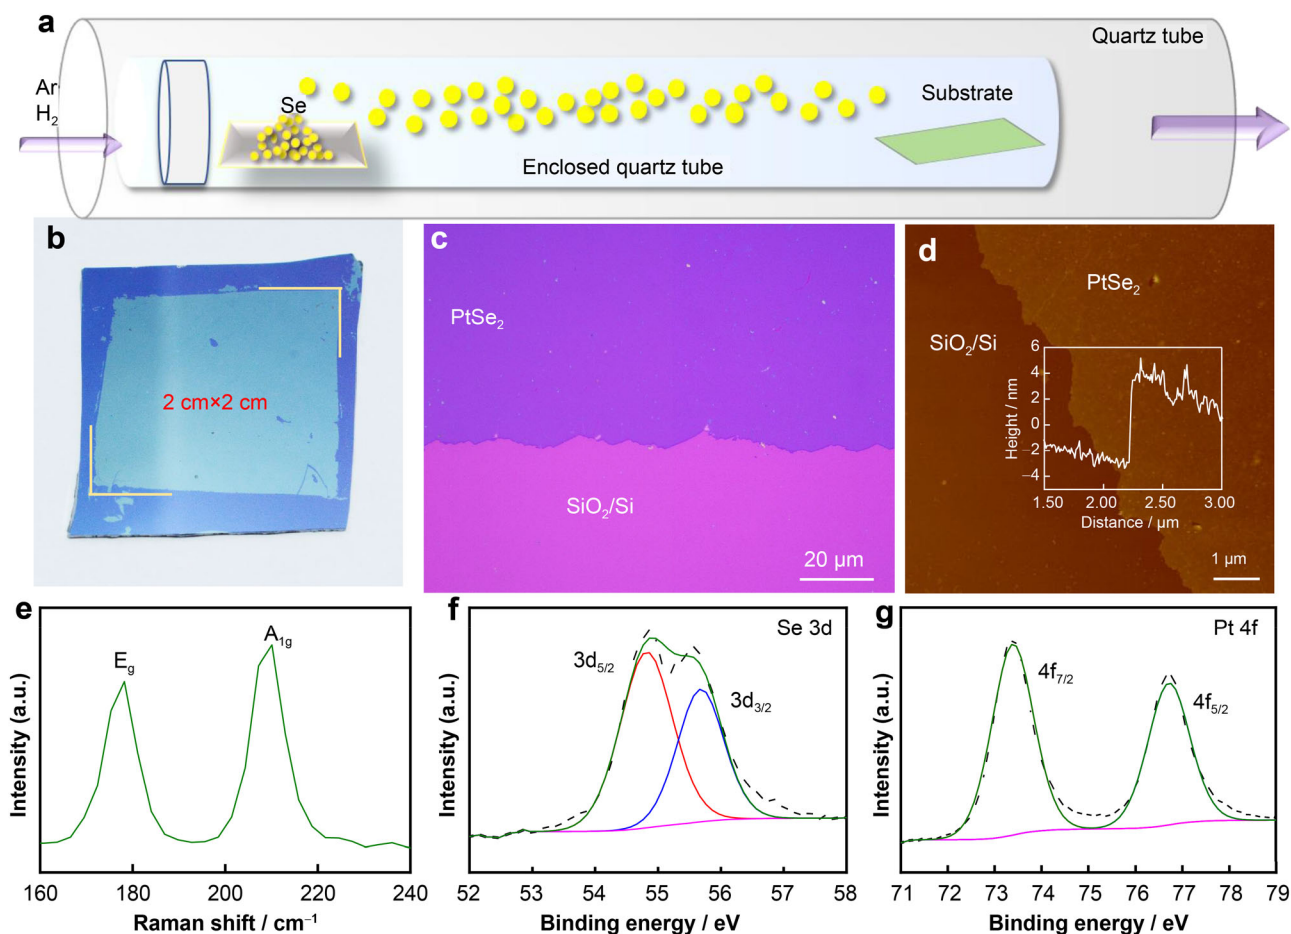 a
Quartz tube
Ar
H₂
Se
Substrate
Enclosed quartz tube
b
2 cm×2 cm
c
PtSe₂
SiO₂/Si
20 μm
d
PtSe₂
SiO₂/Si
Height / nm
6
4
2
0
−2
−4
1.50 2.00 2.50 3.00
Distance / μm
1 μm
e
E_g
A_1g
Intensity (a.u.)
160 180 200 220 240
Raman shift / cm⁻¹
f
Se 3d
3d₅/₂
3d₃/₂
Intensity (a.u.)
52 53 54 55 56 57 58
Binding energy / eV
g
Pt 4f
4f₇/₂
4f₅/₂
Intensity (a.u.)
71 72 73 74 75 76 77 78 79
Binding energy / eV